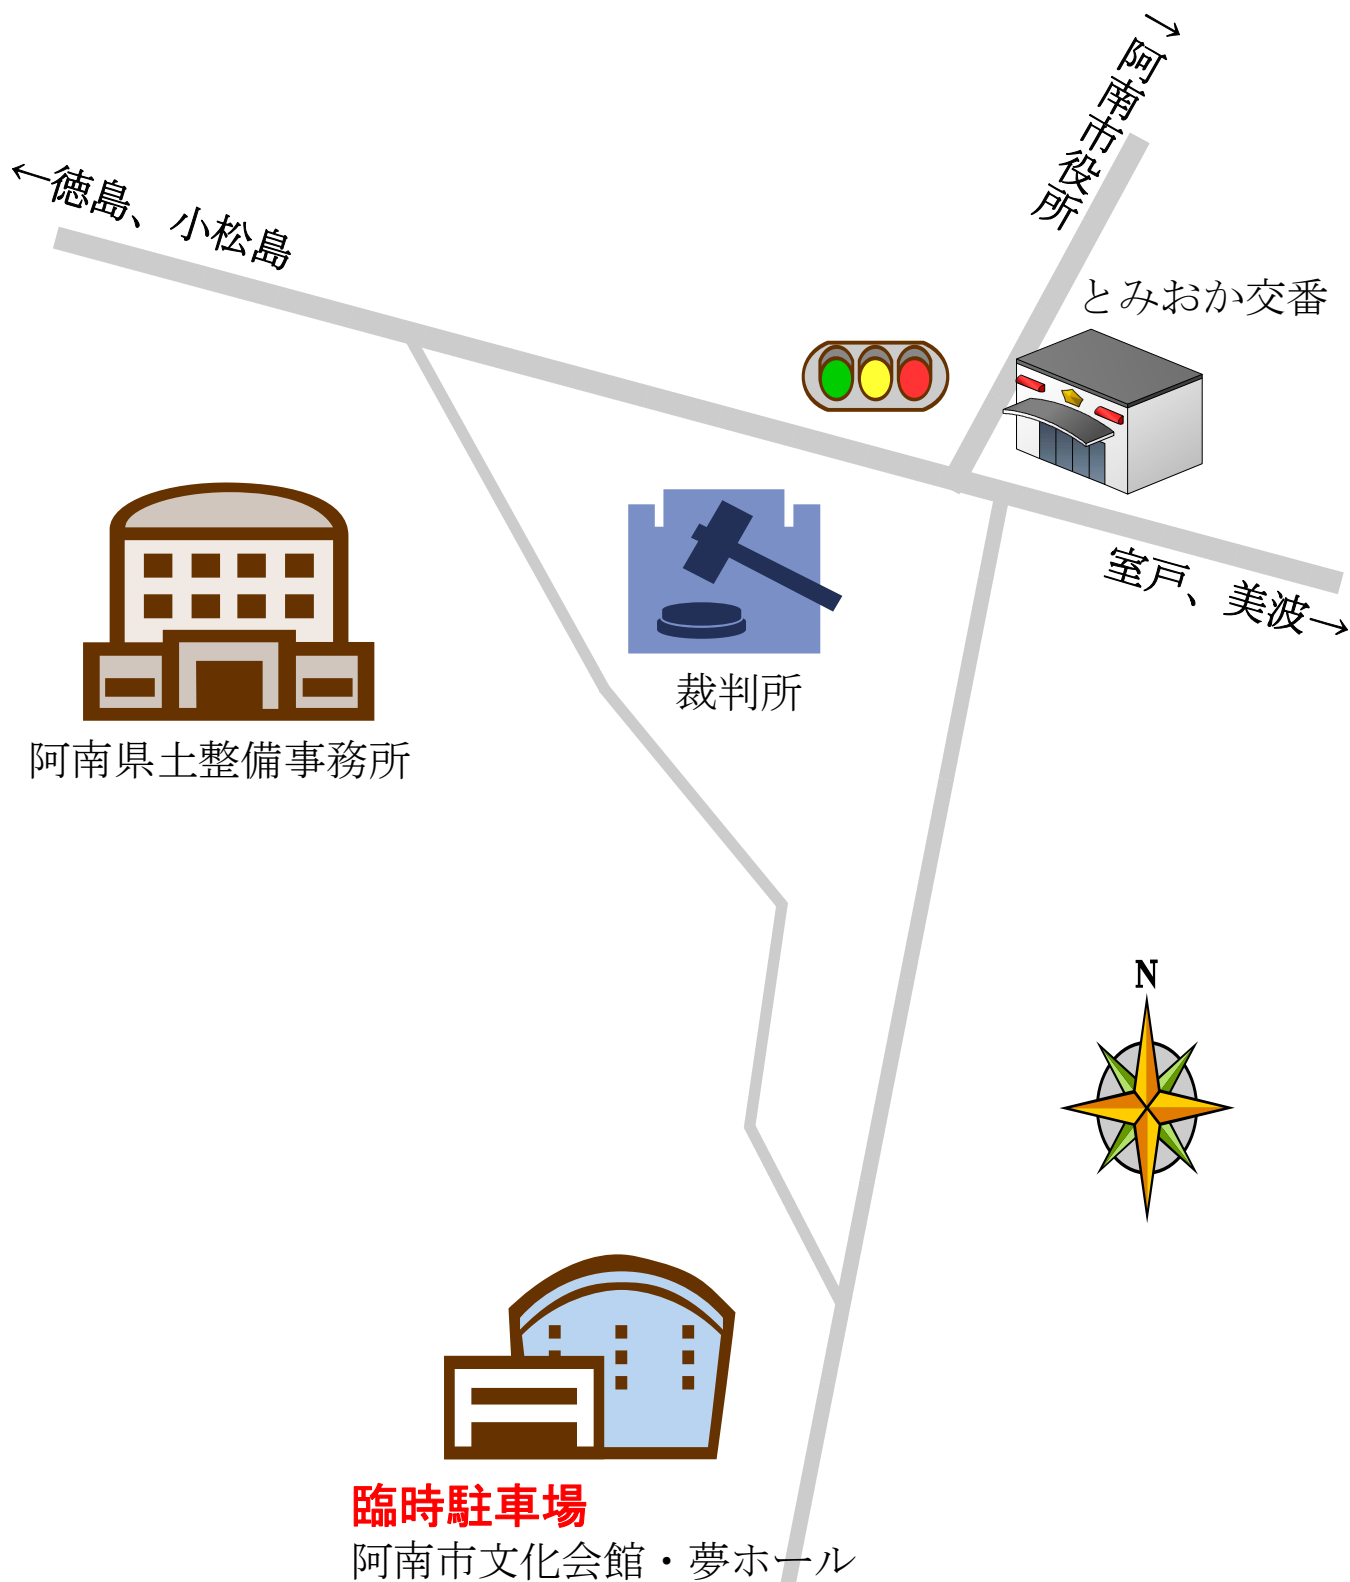 →阿南市役所
←徳島、小松島
とみおか交番
室戸、美波→
裁判所
阿南県土整備事務所
N
臨時駐車場
阿南市文化会館・夢ホール